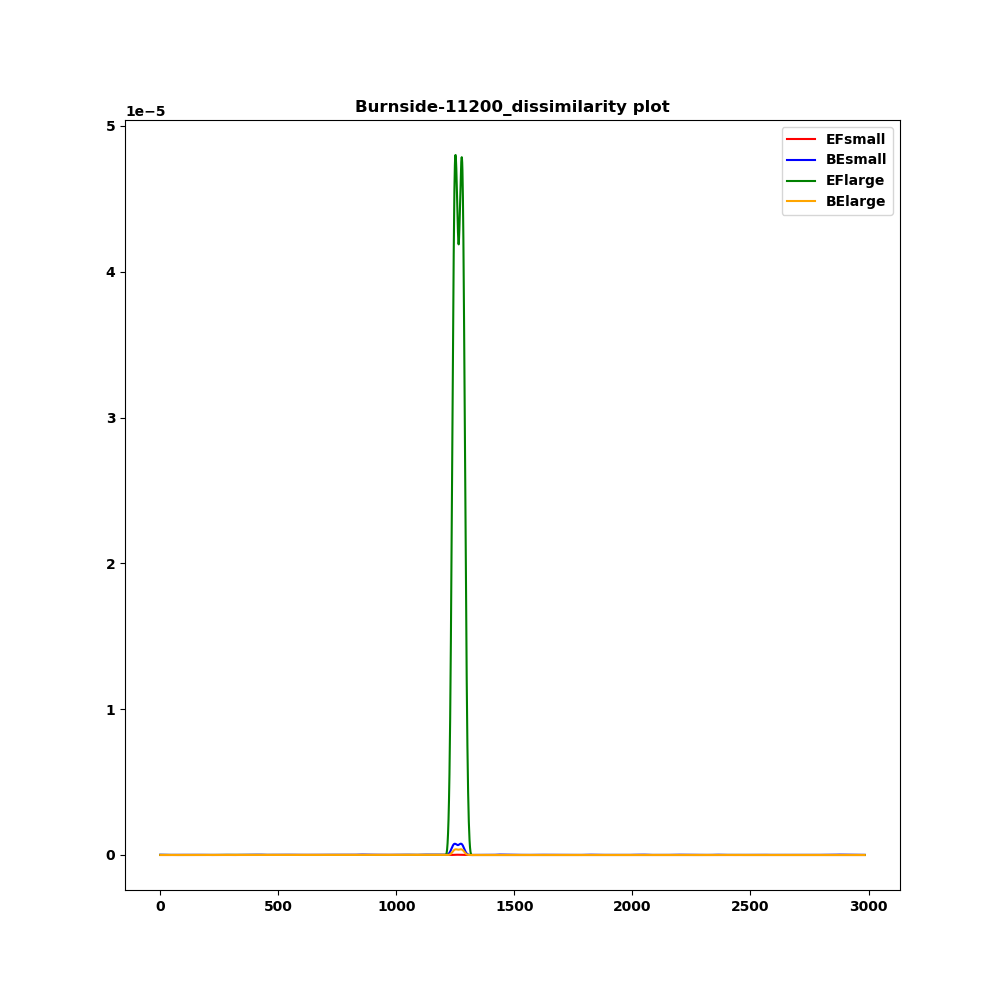 Burnside-11200_dissimilarity plot
1e−5
5
4
3
2
1
0
0 500 1000 1500 2000 2500 3000
EFsmall
BEsmall
EFlarge
BElarge